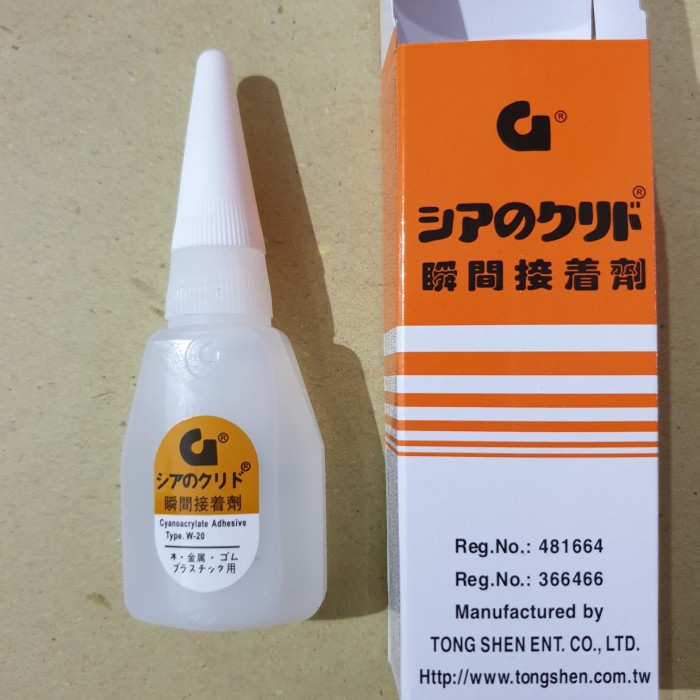 シアのクリド®
瞬間接着劑
Cyanoacrylate Adhesive
Type. W-20
木・金属・ゴム
プラスチック用
®
シアのクリド®
瞬間接着劑
Reg.No.: 481664
Reg.No.: 366466
Manufactured by
TONG SHEN ENT. CO., LTD.
Http://www.tongshen.com.tw